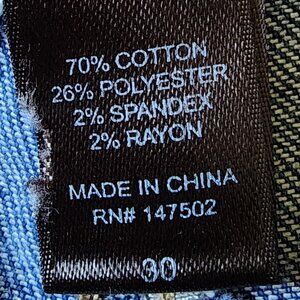 70% COTTON
26% POLYESTER
2% SPANDEX
2% RAYON
MADE IN CHINA
RN# 147502
30